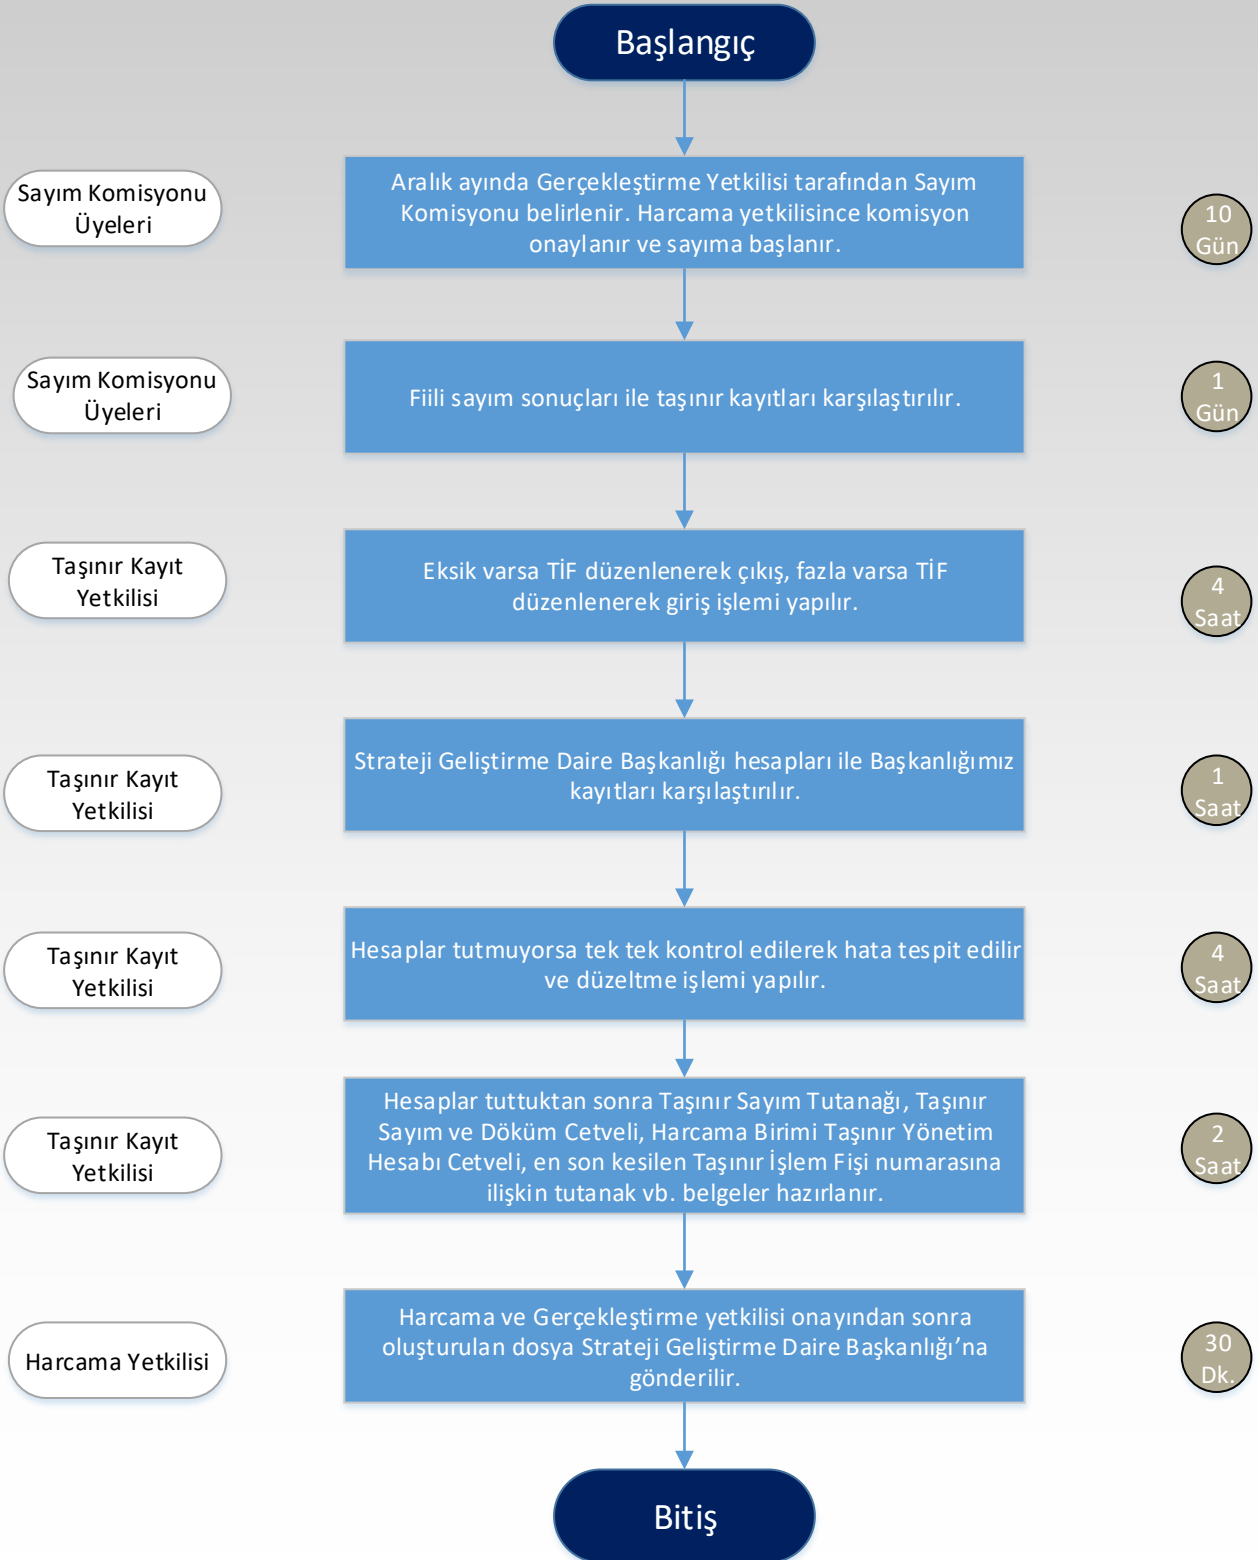 Başlangıç
Sayım Komisyonu
Üyeleri
Aralık ayında Gerçekleştirme Yetkilisi tarafından Sayım
Komisyonu belirlenir. Harcama yetkilisince komisyon
onaylanır ve sayıma başlanır.
10
Gün
Sayım Komisyonu
Üyeleri
Fiili sayım sonuçları ile taşınır kayıtları karşılaştırılır.
1
Gün
Taşınır Kayıt
Yetkilisi
Eksik varsa TİF düzenlenerek çıkış, fazla varsa TİF
düzenlenerek giriş işlemi yapılır.
4
Saat
Taşınır Kayıt
Yetkilisi
Strateji Geliştirme Daire Başkanlığı hesapları ile Başkanlığımız
kayıtları karşılaştırılır.
1
Saat
Taşınır Kayıt
Yetkilisi
Hesaplar tutmuyorsa tek tek kontrol edilerek hata tespit edilir
ve düzeltme işlemi yapılır.
4
Saat
Taşınır Kayıt
Yetkilisi
Hesaplar tuttuktan sonra Taşınır Sayım Tutanağı, Taşınır
Sayım ve Döküm Cetveli, Harcama Birimi Taşınır Yönetim
Hesabı Cetveli, en son kesilen Taşınır İşlem Fişi numarasına
ilişkin tutanak vb. belgeler hazırlanır.
2
Saat
Harcama Yetkilisi
Harcama ve Gerçekleştirme yetkilisi onayından sonra
oluşturulan dosya Strateji Geliştirme Daire Başkanlığı’na
gönderilir.
30
Dk.
Bitiş